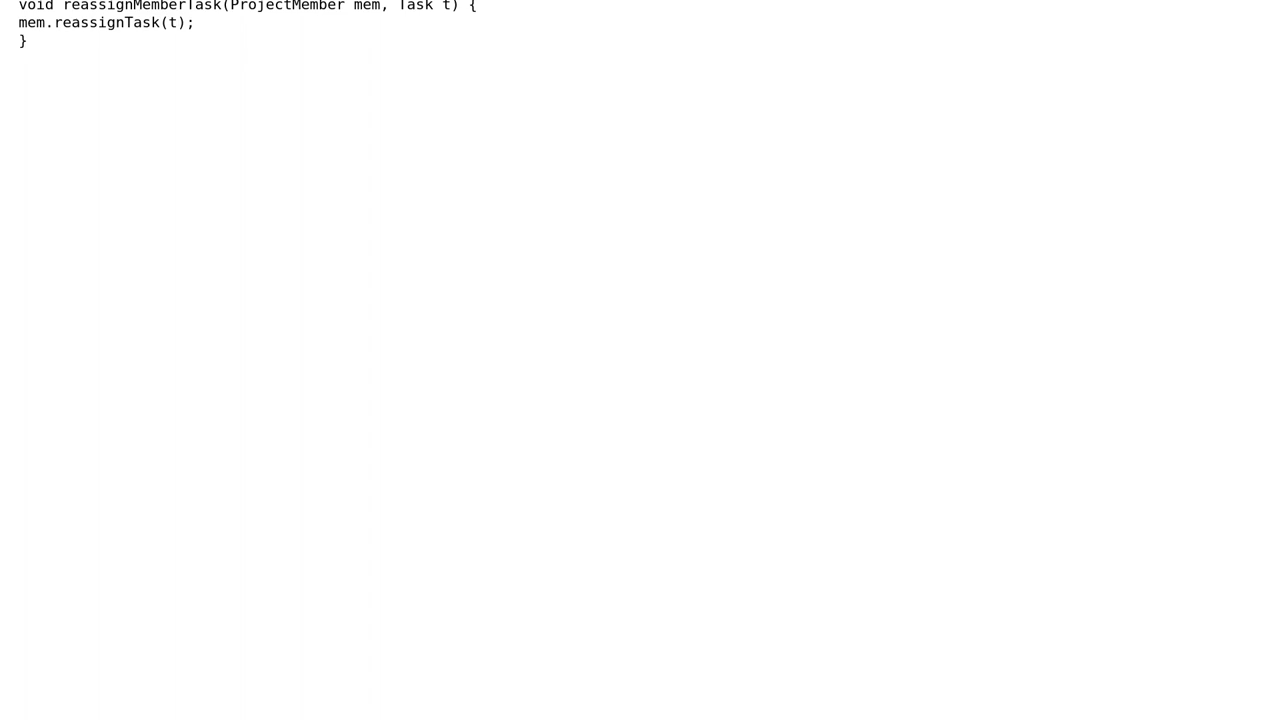 void reassignMemberTask(ProjectMember mem, Task t) {
mem.reassignTask(t);
}